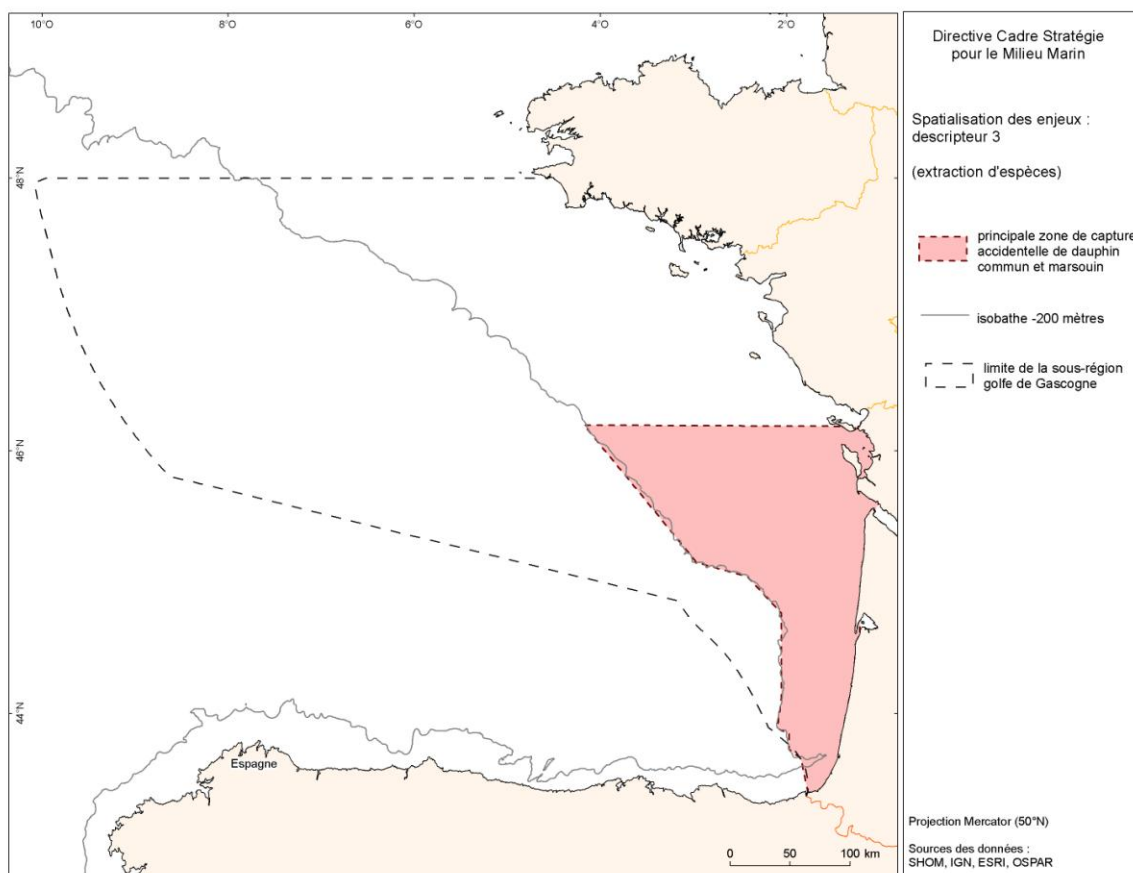 10°O
8°O
6°O
4°O
2°O
48°N
46°N
44°N
Espagne
0 50 100 km
Directive Cadre Stratégie
pour le Milieu Marin
Spatialisation des enjeux :
descripteur 3
(extraction d'espèces)
principale zone de capture
accidentelle de dauphin
commun et marsouin
isobathe -200 mètres
limite de la sous-région
golfe de Gascogne
Projection Mercator (50°N)
Sources des données :
SHOM, IGN, ESRI, OSPAR